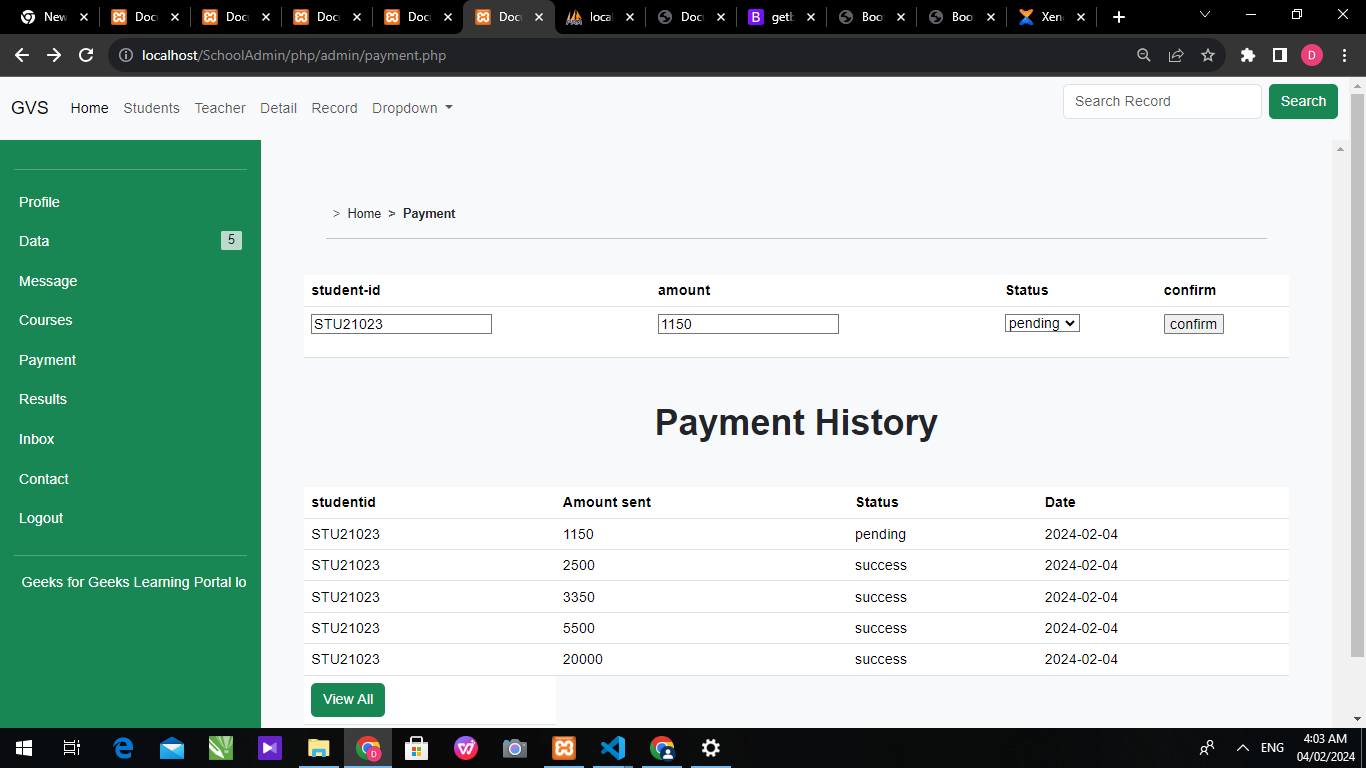 New
Doc
Doc
Doc
Doc
Doc
local
Doc
getb
Boo
Boo
Xen
localhost/SchoolAdmin/php/admin/payment.php
D
GVS Home Students Teacher Detail Record Dropdown
Search Record
Search
Profile
Data 5
Message
Courses
Payment
Results
Inbox
Contact
Logout
Geeks for Geeks Learning Portal lo
> Home > Payment
student-id amount Status confirm
STU21023 1150 pending confirm
Payment History
studentid Amount sent Status Date
STU21023 1150 pending 2024-02-04
STU21023 2500 success 2024-02-04
STU21023 3350 success 2024-02-04
STU21023 5500 success 2024-02-04
STU21023 20000 success 2024-02-04
View All
ENG
4:03 AM
04/02/2024